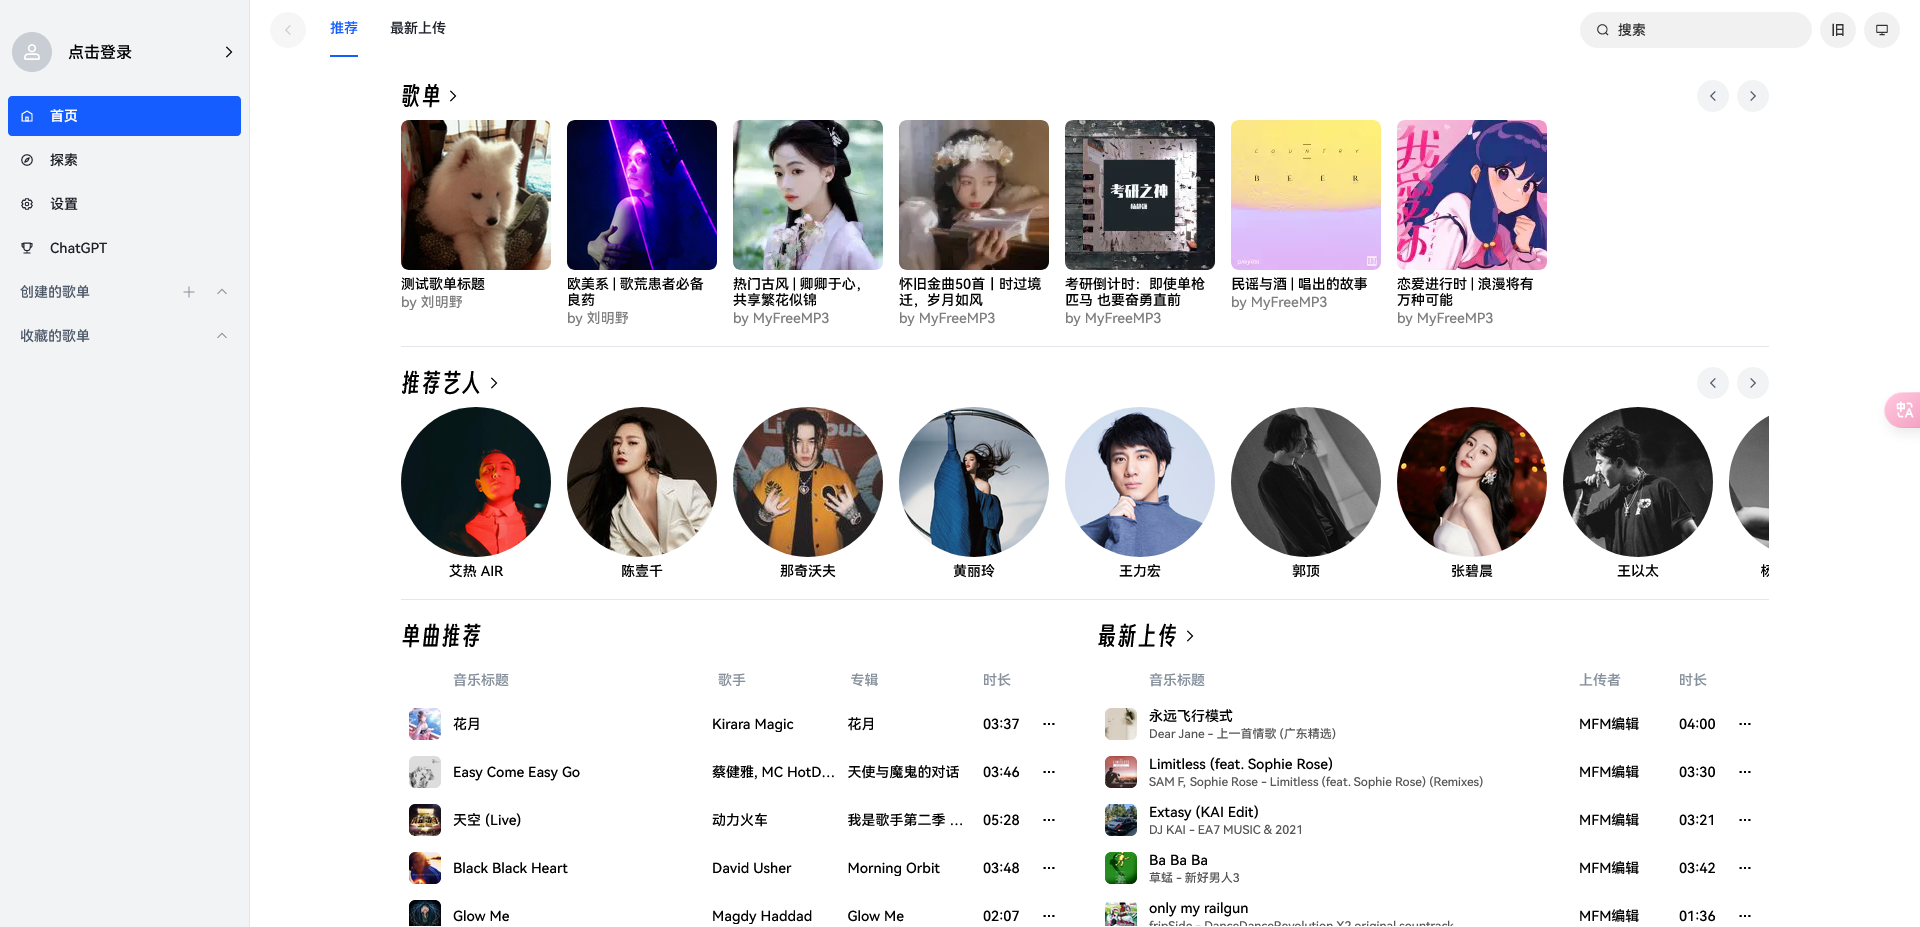 点击登录
首页
探索
设置
ChatGPT
创建的歌单
收藏的歌单
推荐
最新上传
搜索
旧
歌单
COUNTRY
BEER
考研之神
我恋爱了
测试歌单标题
by 刘明野
欧美系 | 歌荒患者必备
良药
by 刘明野
热门古风 | 卿卿于心，
共享繁花似锦
by MyFreeMP3
怀旧金曲50首丨时过境
迁，岁月如风
by MyFreeMP3
考研倒计时：即使单枪
匹马 也要奋勇直前
by MyFreeMP3
民谣与酒 | 唱出的故事
by MyFreeMP3
恋爱进行时 | 浪漫将有
万种可能
by MyFreeMP3
推荐艺人
艾热 AIR
陈壹千
那奇沃夫
黄丽玲
王力宏
郭顶
张碧晨
王以太
单曲推荐
音乐标题 歌手 专辑 时长
花月 Kirara Magic 花月 03:37
Easy Come Easy Go 蔡健雅, MC HotD... 天使与魔鬼的对话 03:46
天空 (Live) 动力火车 我是歌手第二季 ... 05:28
Black Black Heart David Usher Morning Orbit 03:48
Glow Me Magdy Haddad Glow Me 02:07
最新上传
音乐标题 上传者 时长
永远飞行模式 MFM编辑 04:00
Dear Jane - 上一首情歌 (广东精选)
Limitless (feat. Sophie Rose) MFM编辑 03:30
SAM F, Sophie Rose - Limitless (feat. Sophie Rose) (Remixes)
Extasy (KAI Edit) MFM编辑 03:21
DJ KAI - EA7 MUSIC & 2021
Ba Ba Ba MFM编辑 03:42
草蜢 - 新好男人3
only my railgun MFM编辑 01:36
fripSide - DanceDanceRevolution X2 original soundtrack